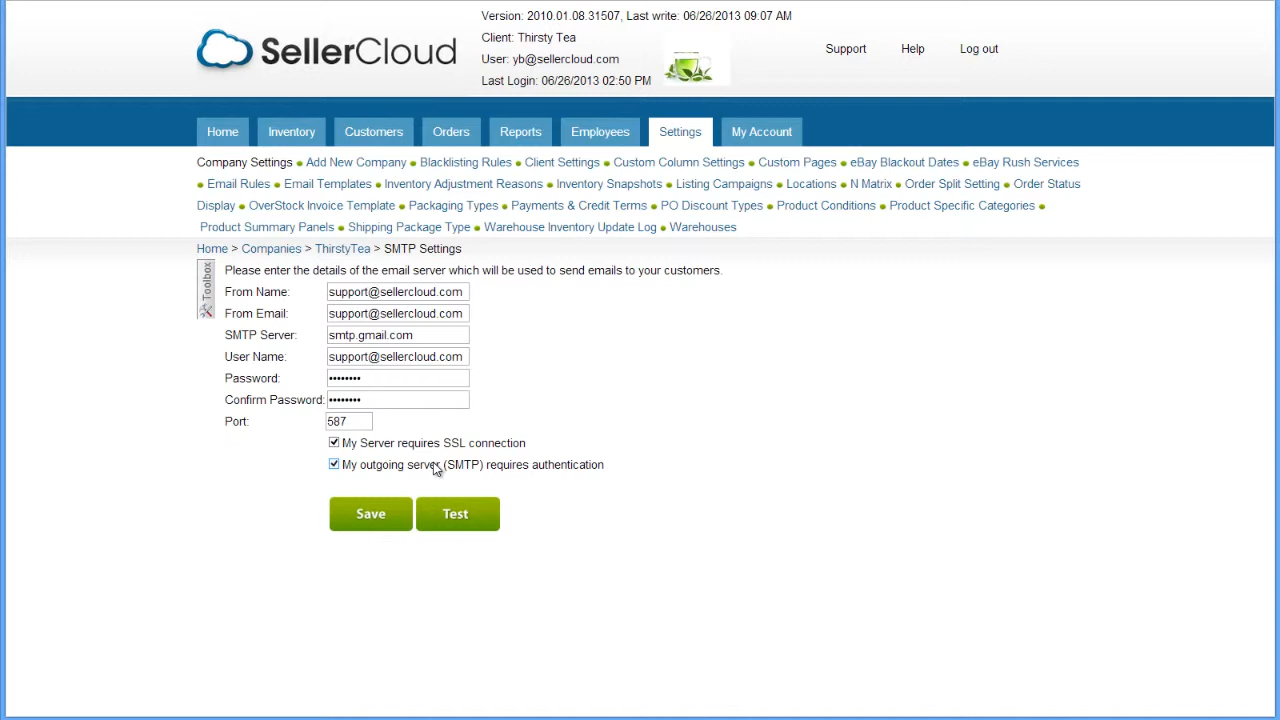 SellerCloud
Version: 2010.01.08.31507, Last write: 06/26/2013 09:07 AM
Client: Thirsty Tea
User: yb@sellercloud.com
Last Login: 06/26/2013 02:50 PM
Support Help Log out
Home Inventory Customers Orders Reports Employees Settings My Account
Company Settings Add New Company Blacklisting Rules Client Settings Custom Column Settings Custom Pages eBay Blackout Dates eBay Rush Services
Email Rules Email Templates Inventory Adjustment Reasons Inventory Snapshots Listing Campaigns Locations N Matrix Order Split Setting Order Status
Display OverStock Invoice Template Packaging Types Payments & Credit Terms PO Discount Types Product Conditions Product Specific Categories
Product Summary Panels Shipping Package Type Warehouse Inventory Update Log Warehouses
Home > Companies > ThirstyTea > SMTP Settings
Toolbox
Please enter the details of the email server which will be used to send emails to your customers.
From Name: support@sellercloud.com
From Email: support@sellercloud.com
SMTP Server: smtp.gmail.com
User Name: support@sellercloud.com
Password: ••••••••
Confirm Password: ••••••••
Port: 587
My Server requires SSL connection
My outgoing server (SMTP) requires authentication
Save Test